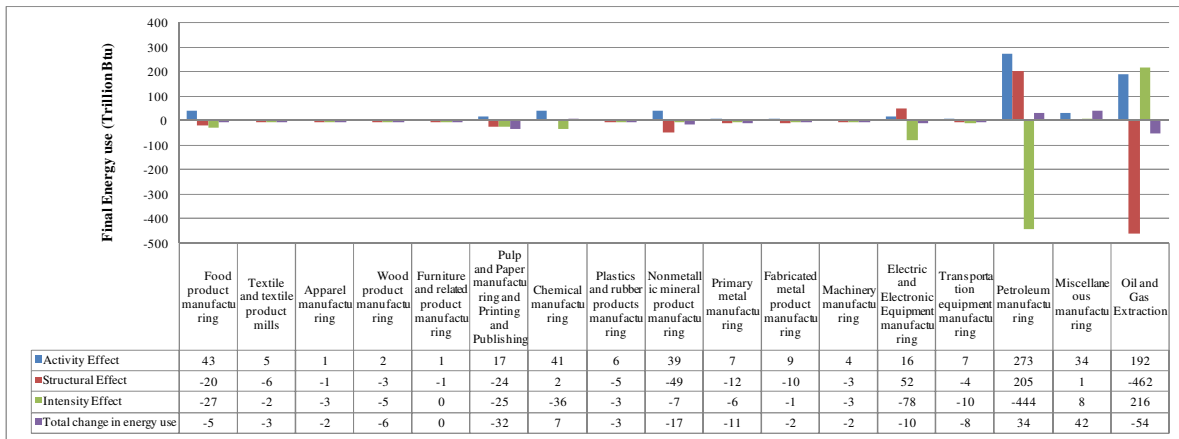 Final Energy use (Trillion Btu)
400
300
200
100
0
-100
-200
-300
-400
-500
Food
product
manufactu
ring
Textile
and textile
product
mills
Apparel
manufactu
ring
Wood
product
manufactu
ring
Furniture
and related
product
manufactu
ring
Pulp
and Paper
manufactu
ring and
Printing
and
Publishing
Chemical
manufactu
ring
Plastics
and rubber
products
manufactu
ring
Nonmetall
ic mineral
product
manufactu
ring
Primary
metal
manufactu
ring
Fabricated
metal
product
manufactu
ring
Machinery
manufactu
ring
Electric
and
Electronic
Equipment
manufactu
ring
Transporta
tion
equipment
manufactu
ring
Petroleum
manufactu
ring
Miscellane
ous
manufactu
ring
Oil and
Gas
Extraction
Activity Effect 43 5 1 2 1 17 41 6 39 7 9 4 16 7 273 34 192
Structural Effect -20 -6 -1 -3 -1 -24 2 -5 -49 -12 -10 -3 52 -4 205 1 -462
Intensity Effect -27 -2 -3 -5 0 -25 -36 -3 -7 -6 -1 -3 -78 -10 -444 8 216
Total change in energy use -5 -3 -2 -6 0 -32 7 -3 -17 -11 -2 -2 -10 -8 34 42 -54